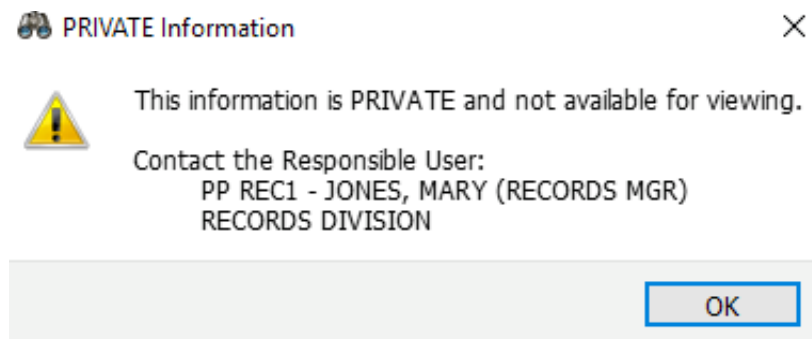 PRIVATE Information
This information is PRIVATE and not available for viewing.
Contact the Responsible User:
PP REC1 - JONES, MARY (RECORDS MGR)
RECORDS DIVISION
OK